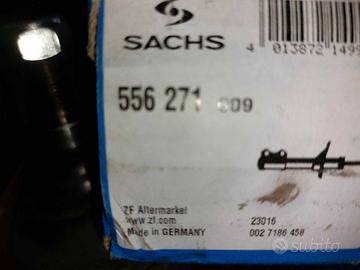 SACHS
4 013872 1499
556 271 009
ZF Aftermarket
www.zf.com
Made in GERMANY
23016
002 7186 458
subito